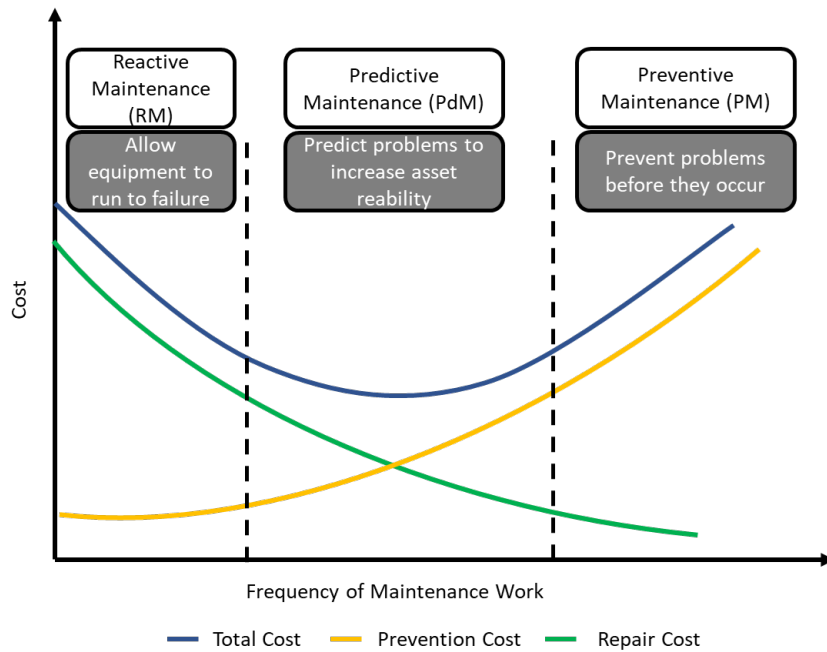 Reactive
Maintenance
(RM)
Allow
equipment to
run to failure
Predictive
Maintenance (PdM)
Predict problems to
increase asset
reability
Preventive
Maintenance (PM)
Prevent problems
before they occur
Cost
Frequency of Maintenance Work
Total Cost
Prevention Cost
Repair Cost